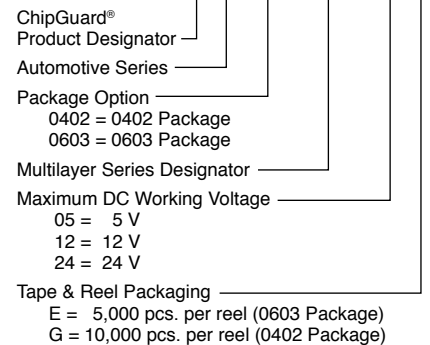 ChipGuard®
Product Designator
Automotive Series
Package Option
0402 = 0402 Package
0603 = 0603 Package
Multilayer Series Designator
Maximum DC Working Voltage
05 = 5 V
12 = 12 V
24 = 24 V
Tape & Reel Packaging
E = 5,000 pcs. per reel (0603 Package)
G = 10,000 pcs. per reel (0402 Package)